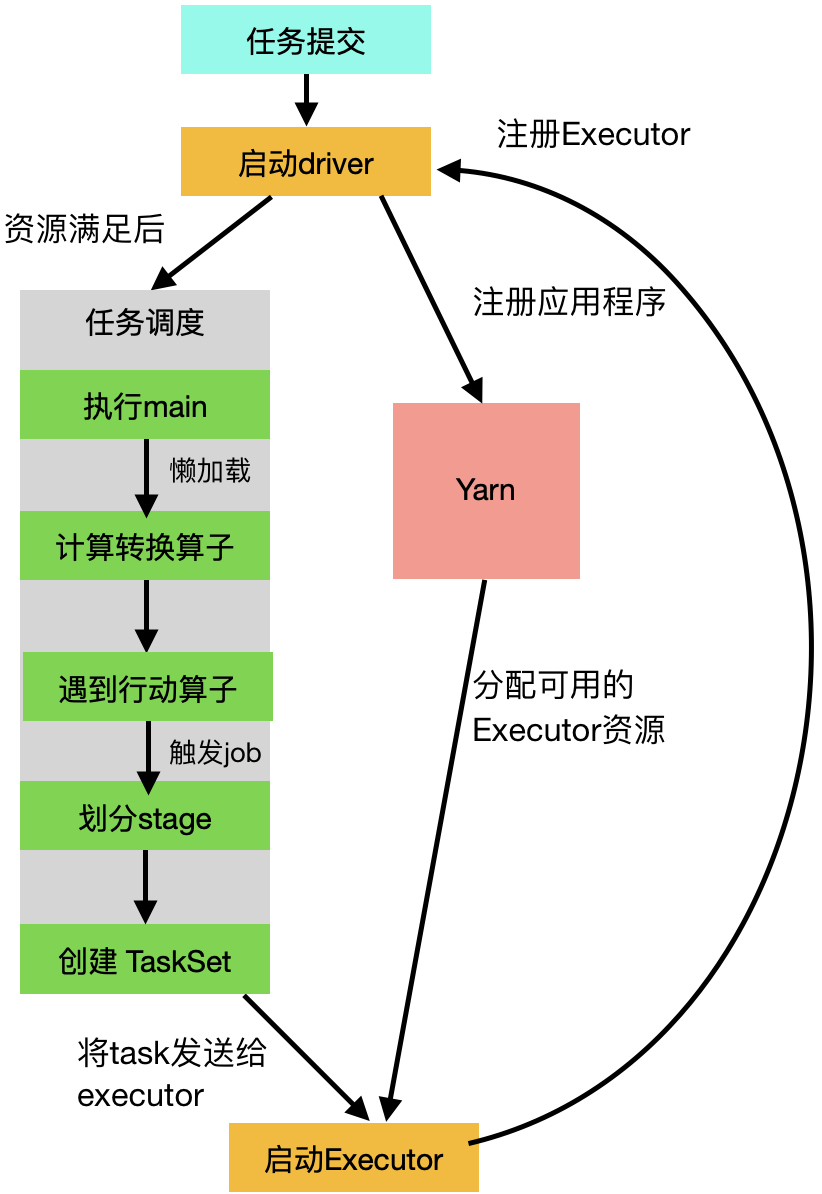 任务提交
注册Executor
启动driver
资源满足后
注册应用程序
任务调度
执行main
懒加载
Yarn
计算转换算子
遇到行动算子
分配可用的
Executor资源
触发job
划分stage
创建 TaskSet
将task发送给
executor
启动Executor